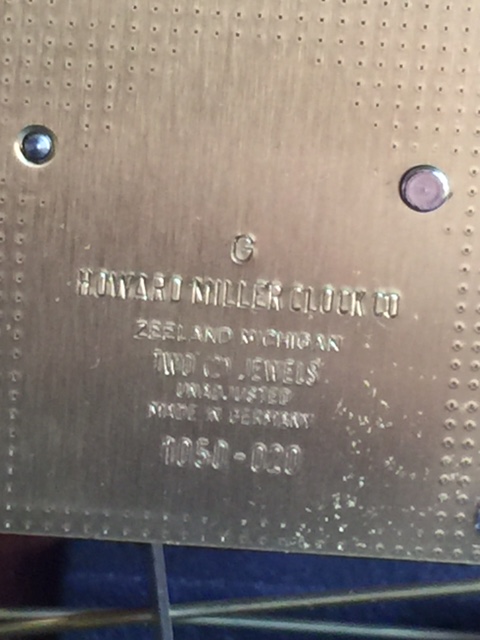 G
HOWARD MILLER CLOCK CO
ZEELAND MICHIGAN
TWO (2) JEWELS
UNADJUSTED
MADE IN GERMANY
1050-020